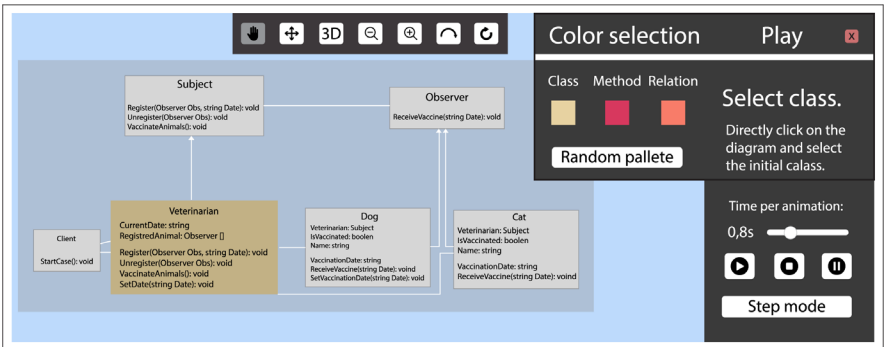 3D
Color selection
Play
X
Class
Method
Relation
Random pallete
Select class.
Directly click on the
diagram and select
the initial calass.
Time per animation:
0,8s
Step mode
Subject
Register(Observer Obs, string Date): void
Unregister(Observer Obs): void
VaccinateAnimals(): void
Observer
ReceiveVaccine(string Date): void
Client
StartCase(): void
Veterinarian
CurrentDate: string
RegistredAnimal: Observer []
Register(Observer Obs, string Date): void
Unregister(Observer Obs): void
VaccinateAnimals(): void
SetDate(string Date): void
Dog
Veterinarian: Subject
IsVaccinated: boolen
Name: string
VaccinationDate: string
ReceiveVaccine(string Date): voind
SetVaccinationDate(string Date): void
Cat
Veterinarian: Subject
IsVaccinated: boolen
Name: string
VaccinationDate: string
ReceiveVaccine(string Date): voind